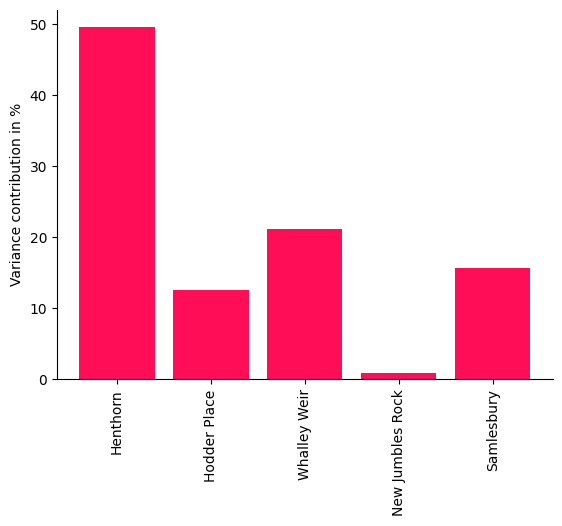 Variance contribution in %
50
40
30
20
10
0
Henthorn
Hodder Place
Whalley Weir
New Jumbles Rock
Samlesbury